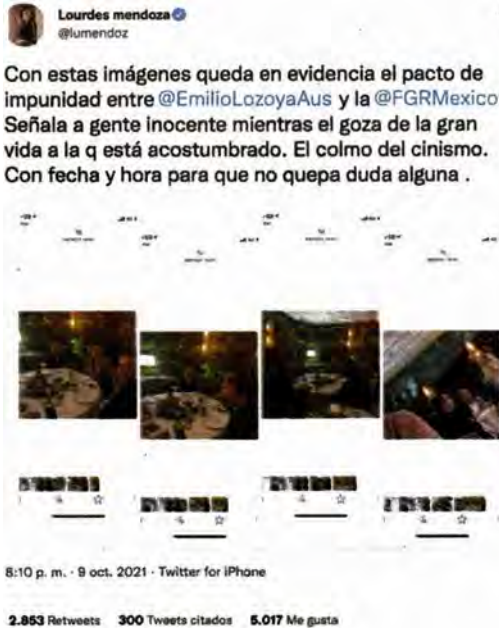 Lourdes mendoza
@lumendoz
Con estas imágenes queda en evidencia el pacto de
impunidad entre @EmilioLozoyaAus y la @FGRMexico
Señala a gente inocente mientras el goza de la gran
vida a la q está acostumbrado. El colmo del cinismo.
Con fecha y hora para que no quepa duda alguna .
8:10 p. m. · 9 oct. 2021 · Twitter for iPhone
2.853 Retweets 300 Tweets citados 5.017 Me gusta